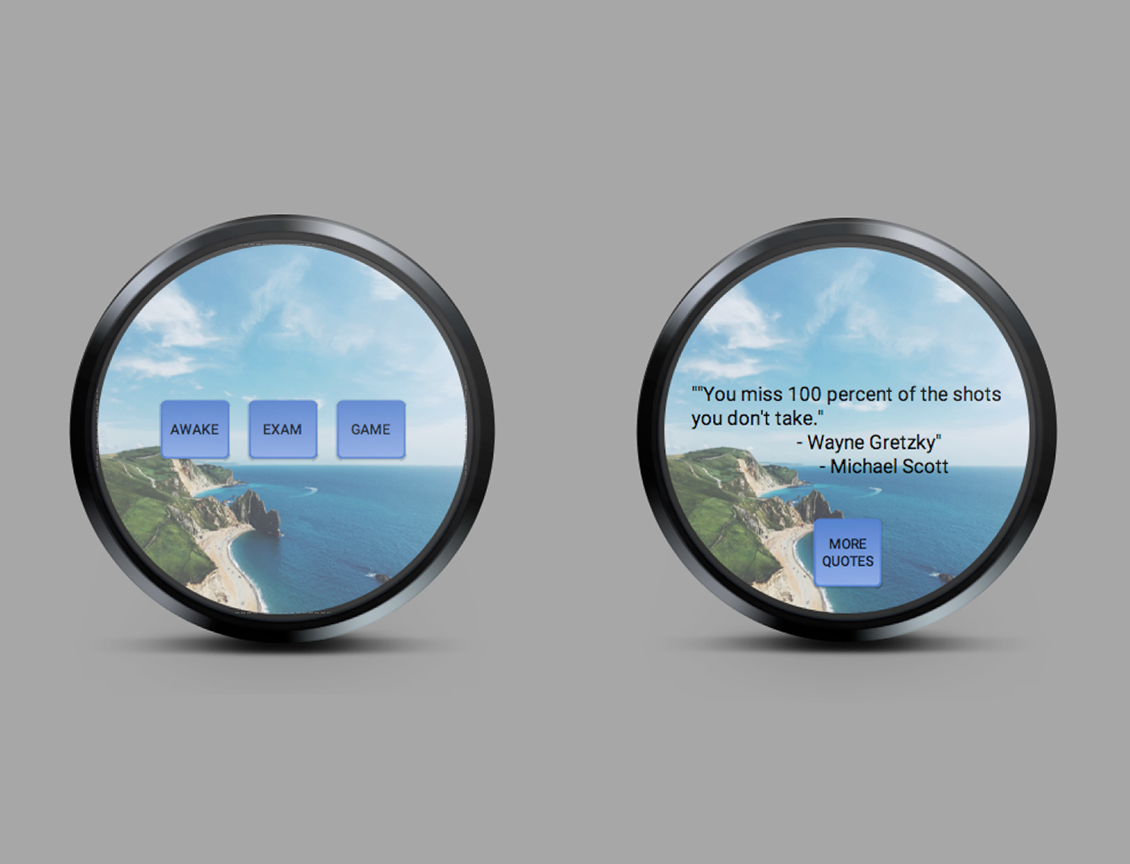 AWAKE EXAM GAME
""You miss 100 percent of the shots
you don't take."
- Wayne Gretzky"
- Michael Scott
MORE
QUOTES